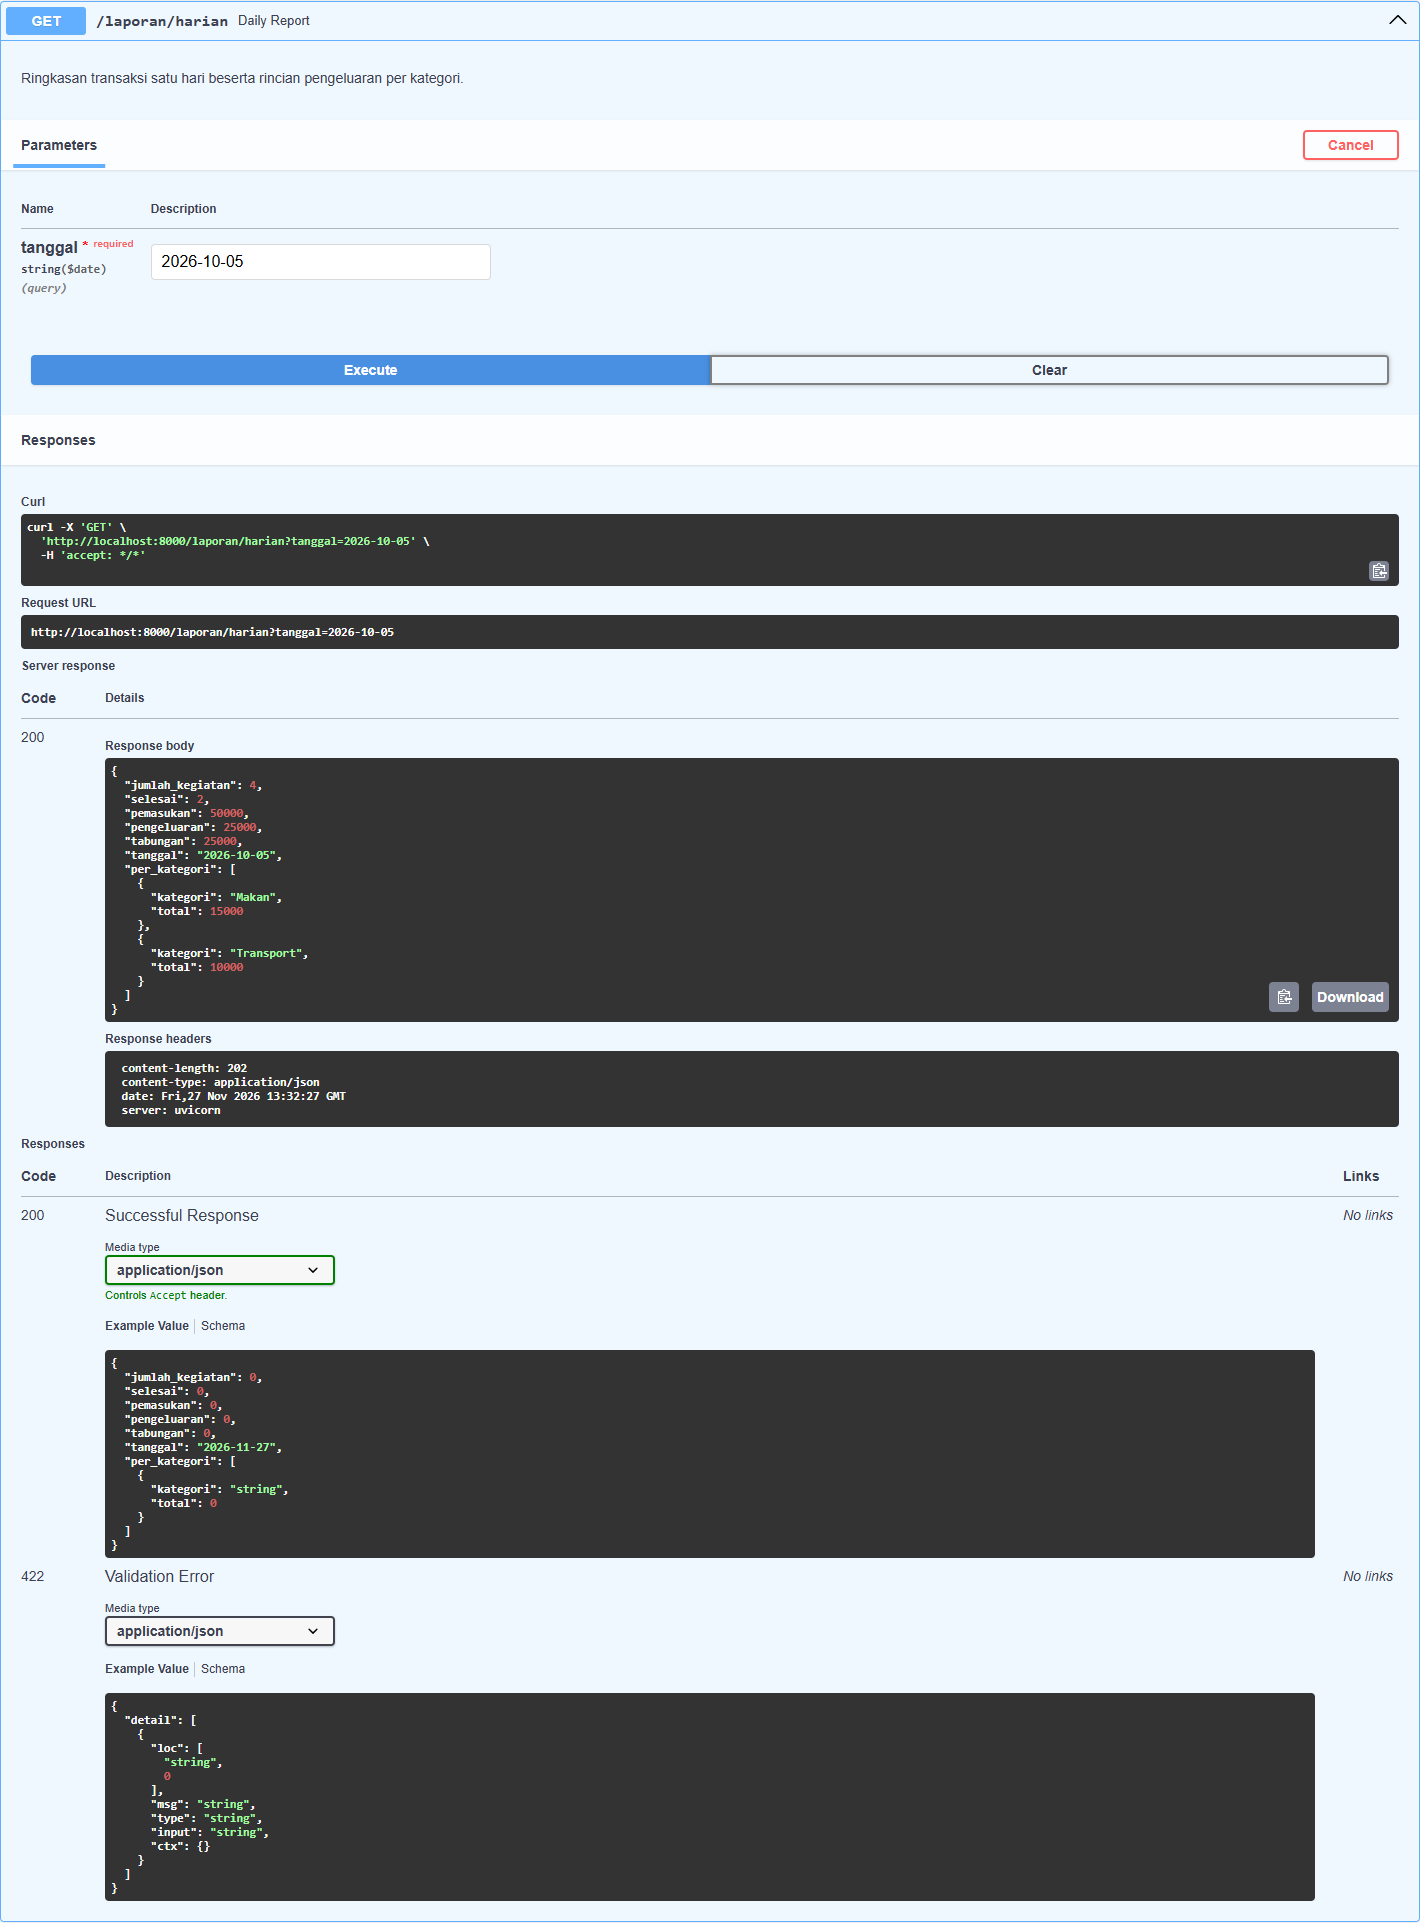 GET /laporan/harian Daily Report
Ringkasan transaksi satu hari beserta rincian pengeluaran per kategori.
Parameters
Cancel
Name Description
tanggal * required
string($date)
(query)
2026-10-05
Execute Clear
Responses
Curl
curl -X 'GET' \
  'http://localhost:8000/laporan/harian?tanggal=2026-10-05' \
  -H 'accept: */*'
Request URL
http://localhost:8000/laporan/harian?tanggal=2026-10-05
Server response
Code Details
200
Response body
{
  "jumlah_kegiatan": 4,
  "selesai": 2,
  "pemasukan": 50000,
  "pengeluaran": 25000,
  "tabungan": 25000,
  "tanggal": "2026-10-05",
  "per_kategori": [
    {
      "kategori": "Makan",
      "total": 15000
    },
    {
      "kategori": "Transport",
      "total": 10000
    }
  ]
}
Download
Response headers
content-length: 202
content-type: application/json
date: Fri,27 Nov 2026 13:32:27 GMT
server: uvicorn
Responses
Code Description Links
200 Successful Response No links
Media type
application/json
Controls Accept header.
Example Value Schema
{
  "jumlah_kegiatan": 0,
  "selesai": 0,
  "pemasukan": 0,
  "pengeluaran": 0,
  "tabungan": 0,
  "tanggal": "2026-11-27",
  "per_kategori": [
    {
      "kategori": "string",
      "total": 0
    }
  ]
}
422 Validation Error No links
Media type
application/json
Example Value Schema
{
  "detail": [
    {
      "loc": [
        "string",
        0
      ],
      "msg": "string",
      "type": "string",
      "input": "string",
      "ctx": {}
    }
  ]
}